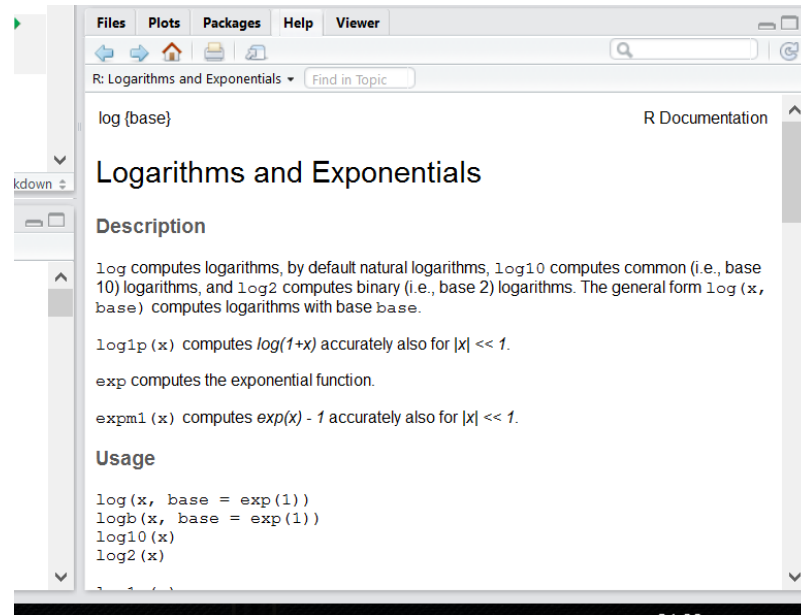 Files Plots Packages Help Viewer
R: Logarithms and Exponentials Find in Topic
log {base} R Documentation
Logarithms and Exponentials
kdown
Description
log computes logarithms, by default natural logarithms, log10 computes common (i.e., base
10) logarithms, and log2 computes binary (i.e., base 2) logarithms. The general form log(x,
base) computes logarithms with base base.
log1p(x) computes log(1+x) accurately also for |x| << 1.
exp computes the exponential function.
expm1(x) computes exp(x) - 1 accurately also for |x| << 1.
Usage
log(x, base = exp(1))
logb(x, base = exp(1))
log10(x)
log2(x)